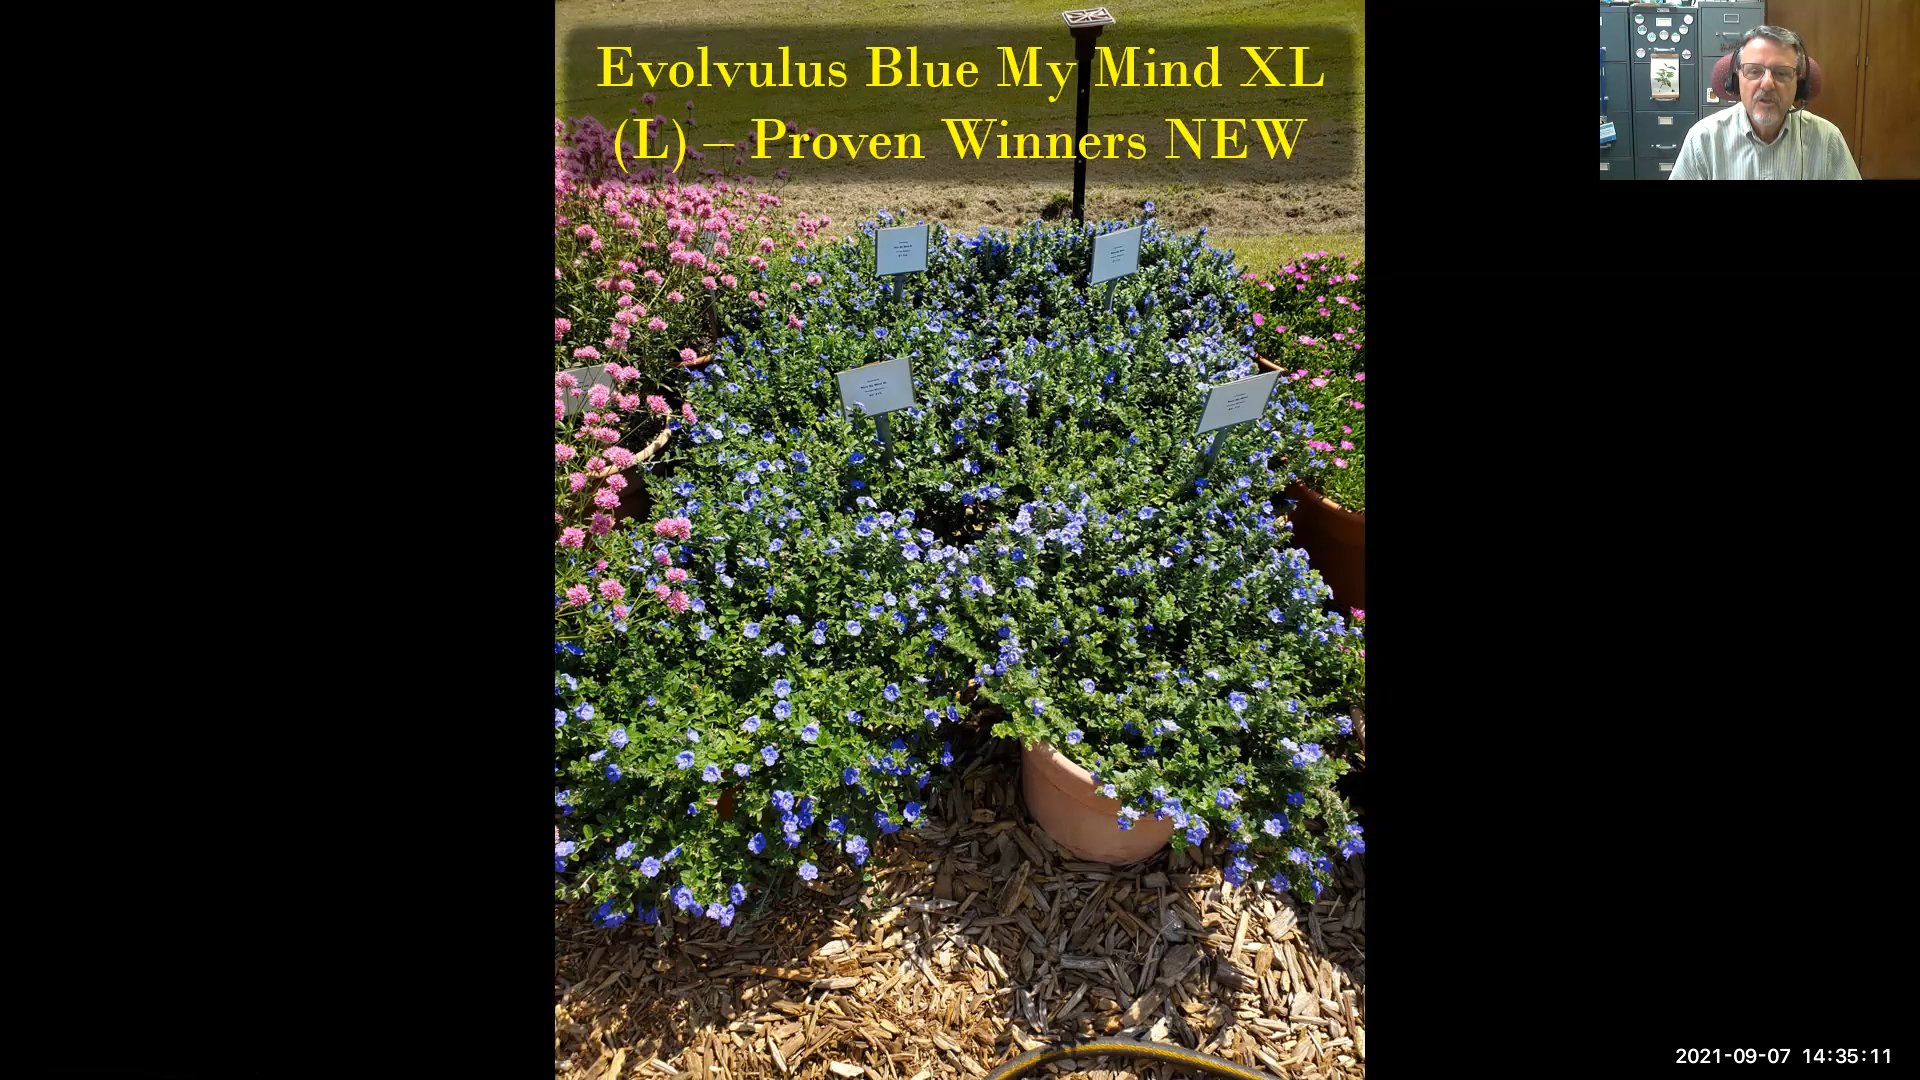 Evolvulus Blue My Mind XL
(L) – Proven Winners NEW
2021-09-07 14:35:11